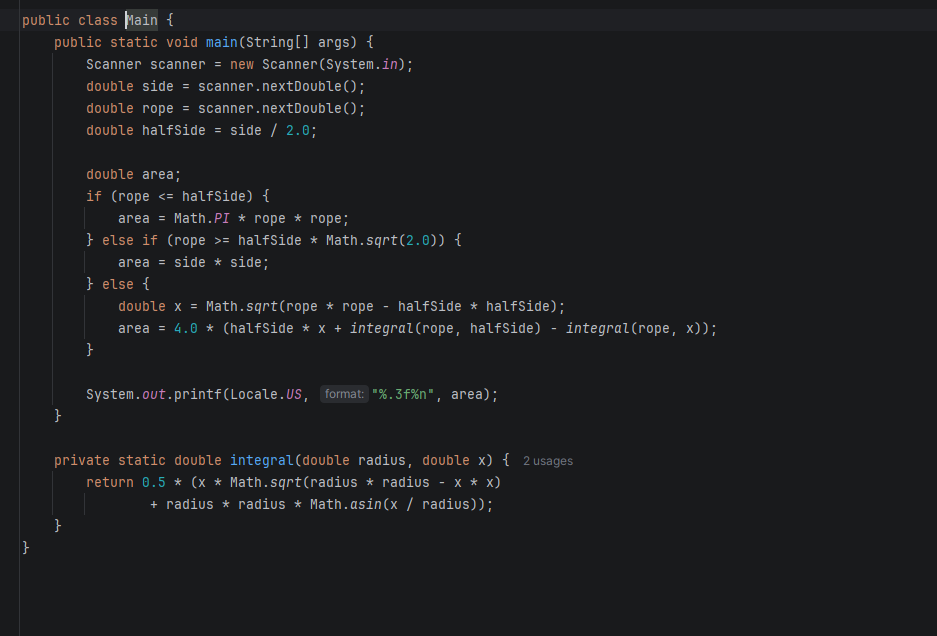 public class Main {
    public static void main(String[] args) {
        Scanner scanner = new Scanner(System.in);
        double side = scanner.nextDouble();
        double rope = scanner.nextDouble();
        double halfSide = side / 2.0;

        double area;
        if (rope <= halfSide) {
            area = Math.PI * rope * rope;
        } else if (rope >= halfSide * Math.sqrt(2.0)) {
            area = side * side;
        } else {
            double x = Math.sqrt(rope * rope - halfSide * halfSide);
            area = 4.0 * (halfSide * x + integral(rope, halfSide) - integral(rope, x));
        }

        System.out.printf(Locale.US, format: "%.3f%n", area);
    }

    private static double integral(double radius, double x) { 2 usages
        return 0.5 * (x * Math.sqrt(radius * radius - x * x)
                + radius * radius * Math.asin(x / radius));
    }
}